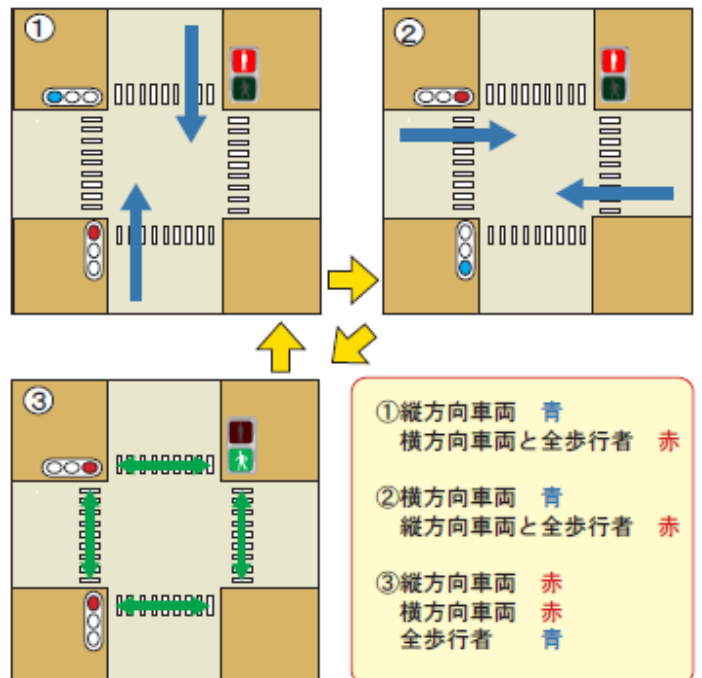 ①
②
③
①縦方向車両 青
横方向車両と全歩行者 赤
②横方向車両 青
縦方向車両と全歩行者 赤
③縦方向車両 赤
横方向車両 赤
全歩行者 青